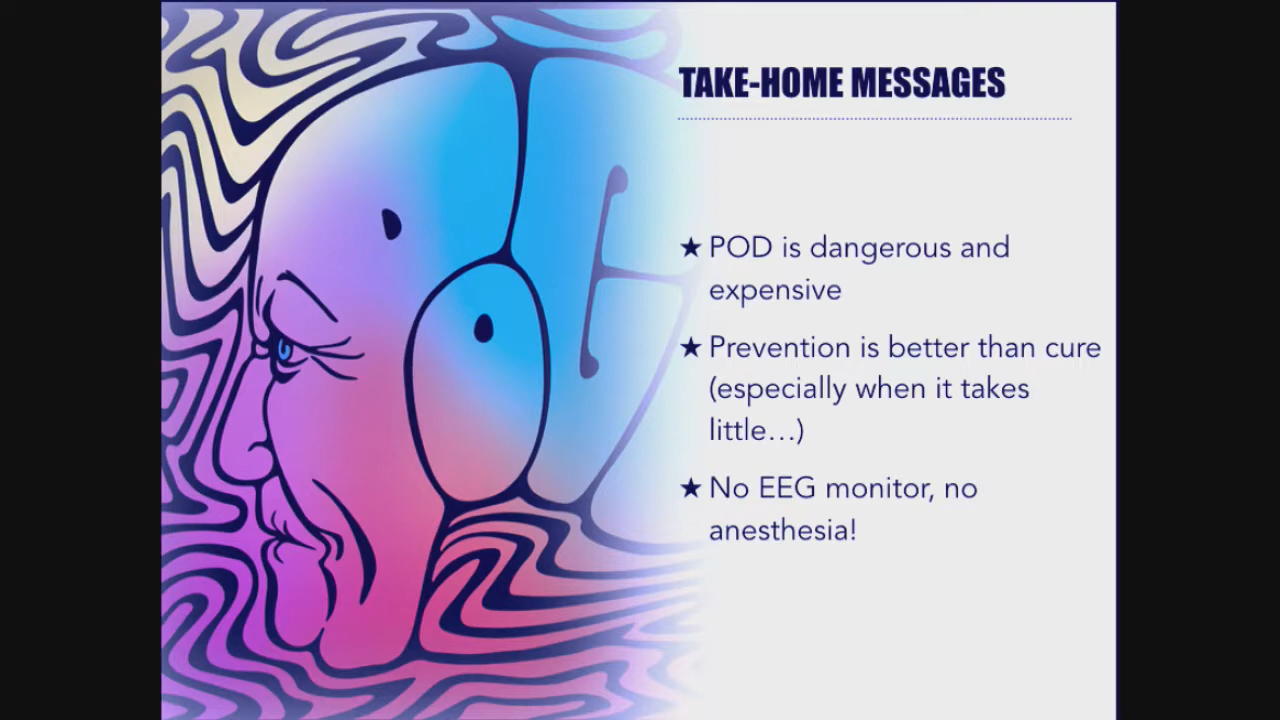 TAKE-HOME MESSAGES
★ POD is dangerous and
expensive
★ Prevention is better than cure
(especially when it takes
little…)
★ No EEG monitor, no
anesthesia!